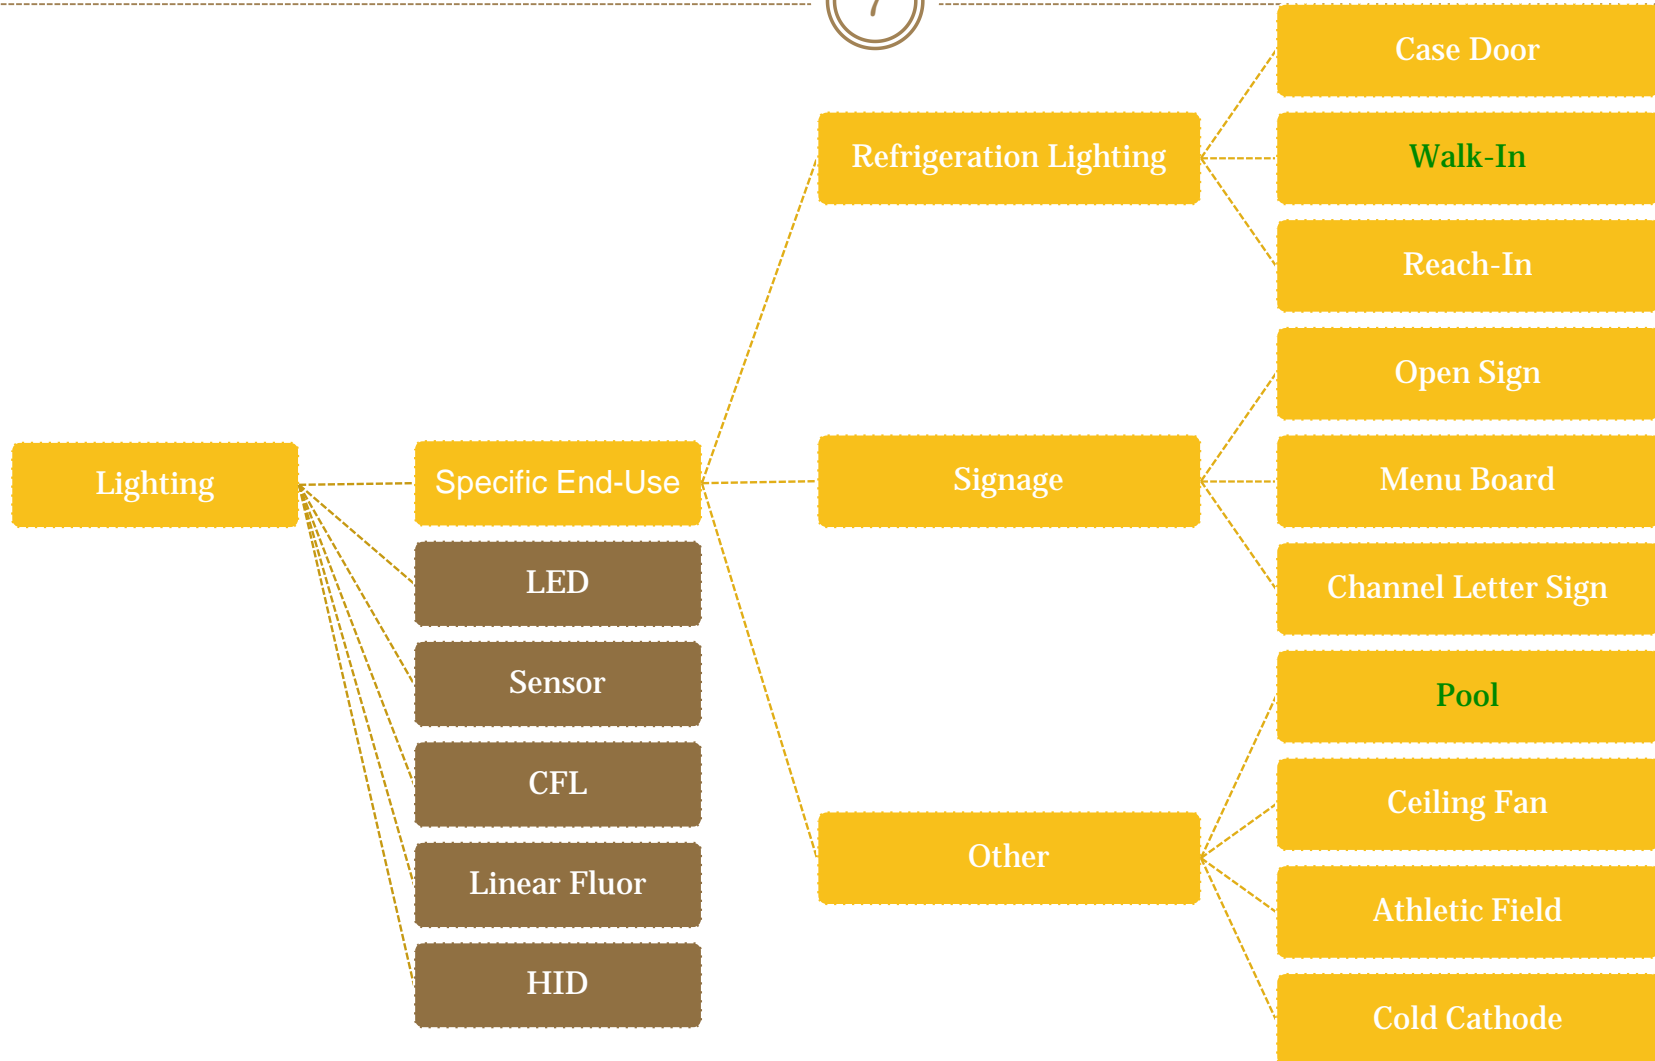 7
Case Door
Refrigeration Lighting
Walk-In
Reach-In
Open Sign
Lighting
Specific End-Use
Signage
Menu Board
LED
Channel Letter Sign
Sensor
Pool
CFL
Ceiling Fan
Other
Linear Fluor
Athletic Field
HID
Cold Cathode